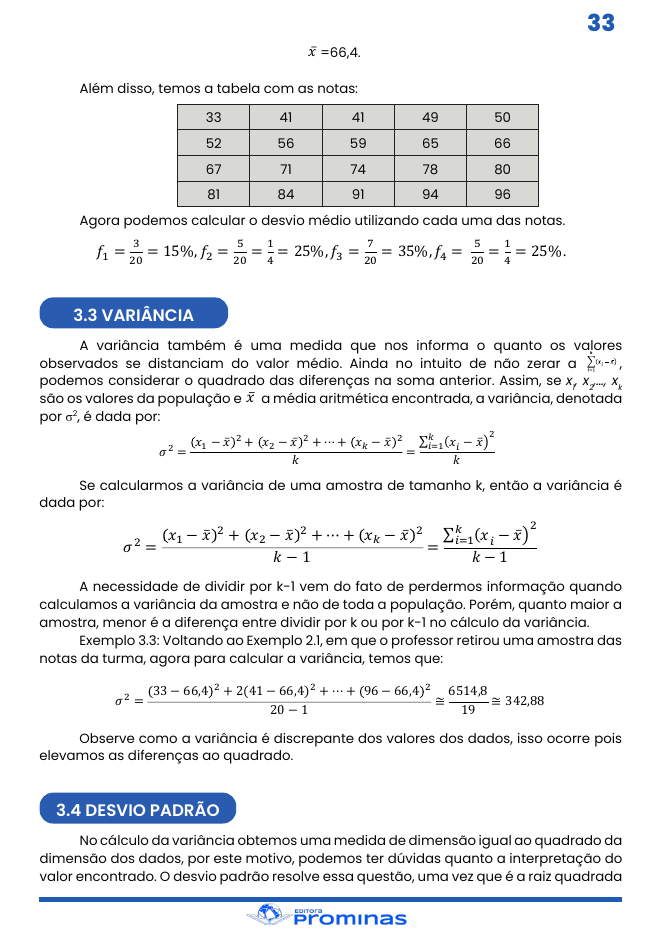 33
x̄ =66,4.
Além disso, temos a tabela com as notas:
33 41 41 49 50
52 56 59 65 66
67 71 74 78 80
81 84 91 94 96
Agora podemos calcular o desvio médio utilizando cada uma das notas.
f₁ = 3/20 = 15%, f₂ = 5/20 = 1/4 = 25%, f₃ = 7/20 = 35%, f₄ = 5/20 = 1/4 = 25%.
3.3 VARIÂNCIA
A variância também é uma medida que nos informa o quanto os valores
observados se distanciam do valor médio. Ainda no intuito de não zerar a ∑ᵢ₌₁(xᵢ − x̄),
podemos considerar o quadrado das diferenças na soma anterior. Assim, se x₁, x₂,..., xₖ
são os valores da população e x̄ a média aritmética encontrada, a variância, denotada
por σ², é dada por:
σ² = ((x₁ − x̄)² + (x₂ − x̄)² + ⋯ + (xₖ − x̄)²)/k = (∑ᵏᵢ₌₁(xᵢ − x̄)²)/k
Se calcularmos a variância de uma amostra de tamanho k, então a variância é
dada por:
σ² = ((x₁ − x̄)² + (x₂ − x̄)² + ⋯ + (xₖ − x̄)²)/(k − 1) = (∑ᵏᵢ₌₁(xᵢ − x̄)²)/(k − 1)
A necessidade de dividir por k-1 vem do fato de perdermos informação quando
calculamos a variância da amostra e não de toda a população. Porém, quanto maior a
amostra, menor é a diferença entre dividir por k ou por k-1 no cálculo da variância.
Exemplo 3.3: Voltando ao Exemplo 2.1, em que o professor retirou uma amostra das
notas da turma, agora para calcular a variância, temos que:
σ² = ((33 − 66,4)² + 2(41 − 66,4)² + ⋯ + (96 − 66,4)²)/(20 − 1) ≅ 6514,8/19 ≅ 342,88
Observe como a variância é discrepante dos valores dos dados, isso ocorre pois
elevamos as diferenças ao quadrado.
3.4 DESVIO PADRÃO
No cálculo da variância obtemos uma medida de dimensão igual ao quadrado da
dimensão dos dados, por este motivo, podemos ter dúvidas quanto a interpretação do
valor encontrado. O desvio padrão resolve essa questão, uma vez que é a raiz quadrada
EDITORA
Prominas